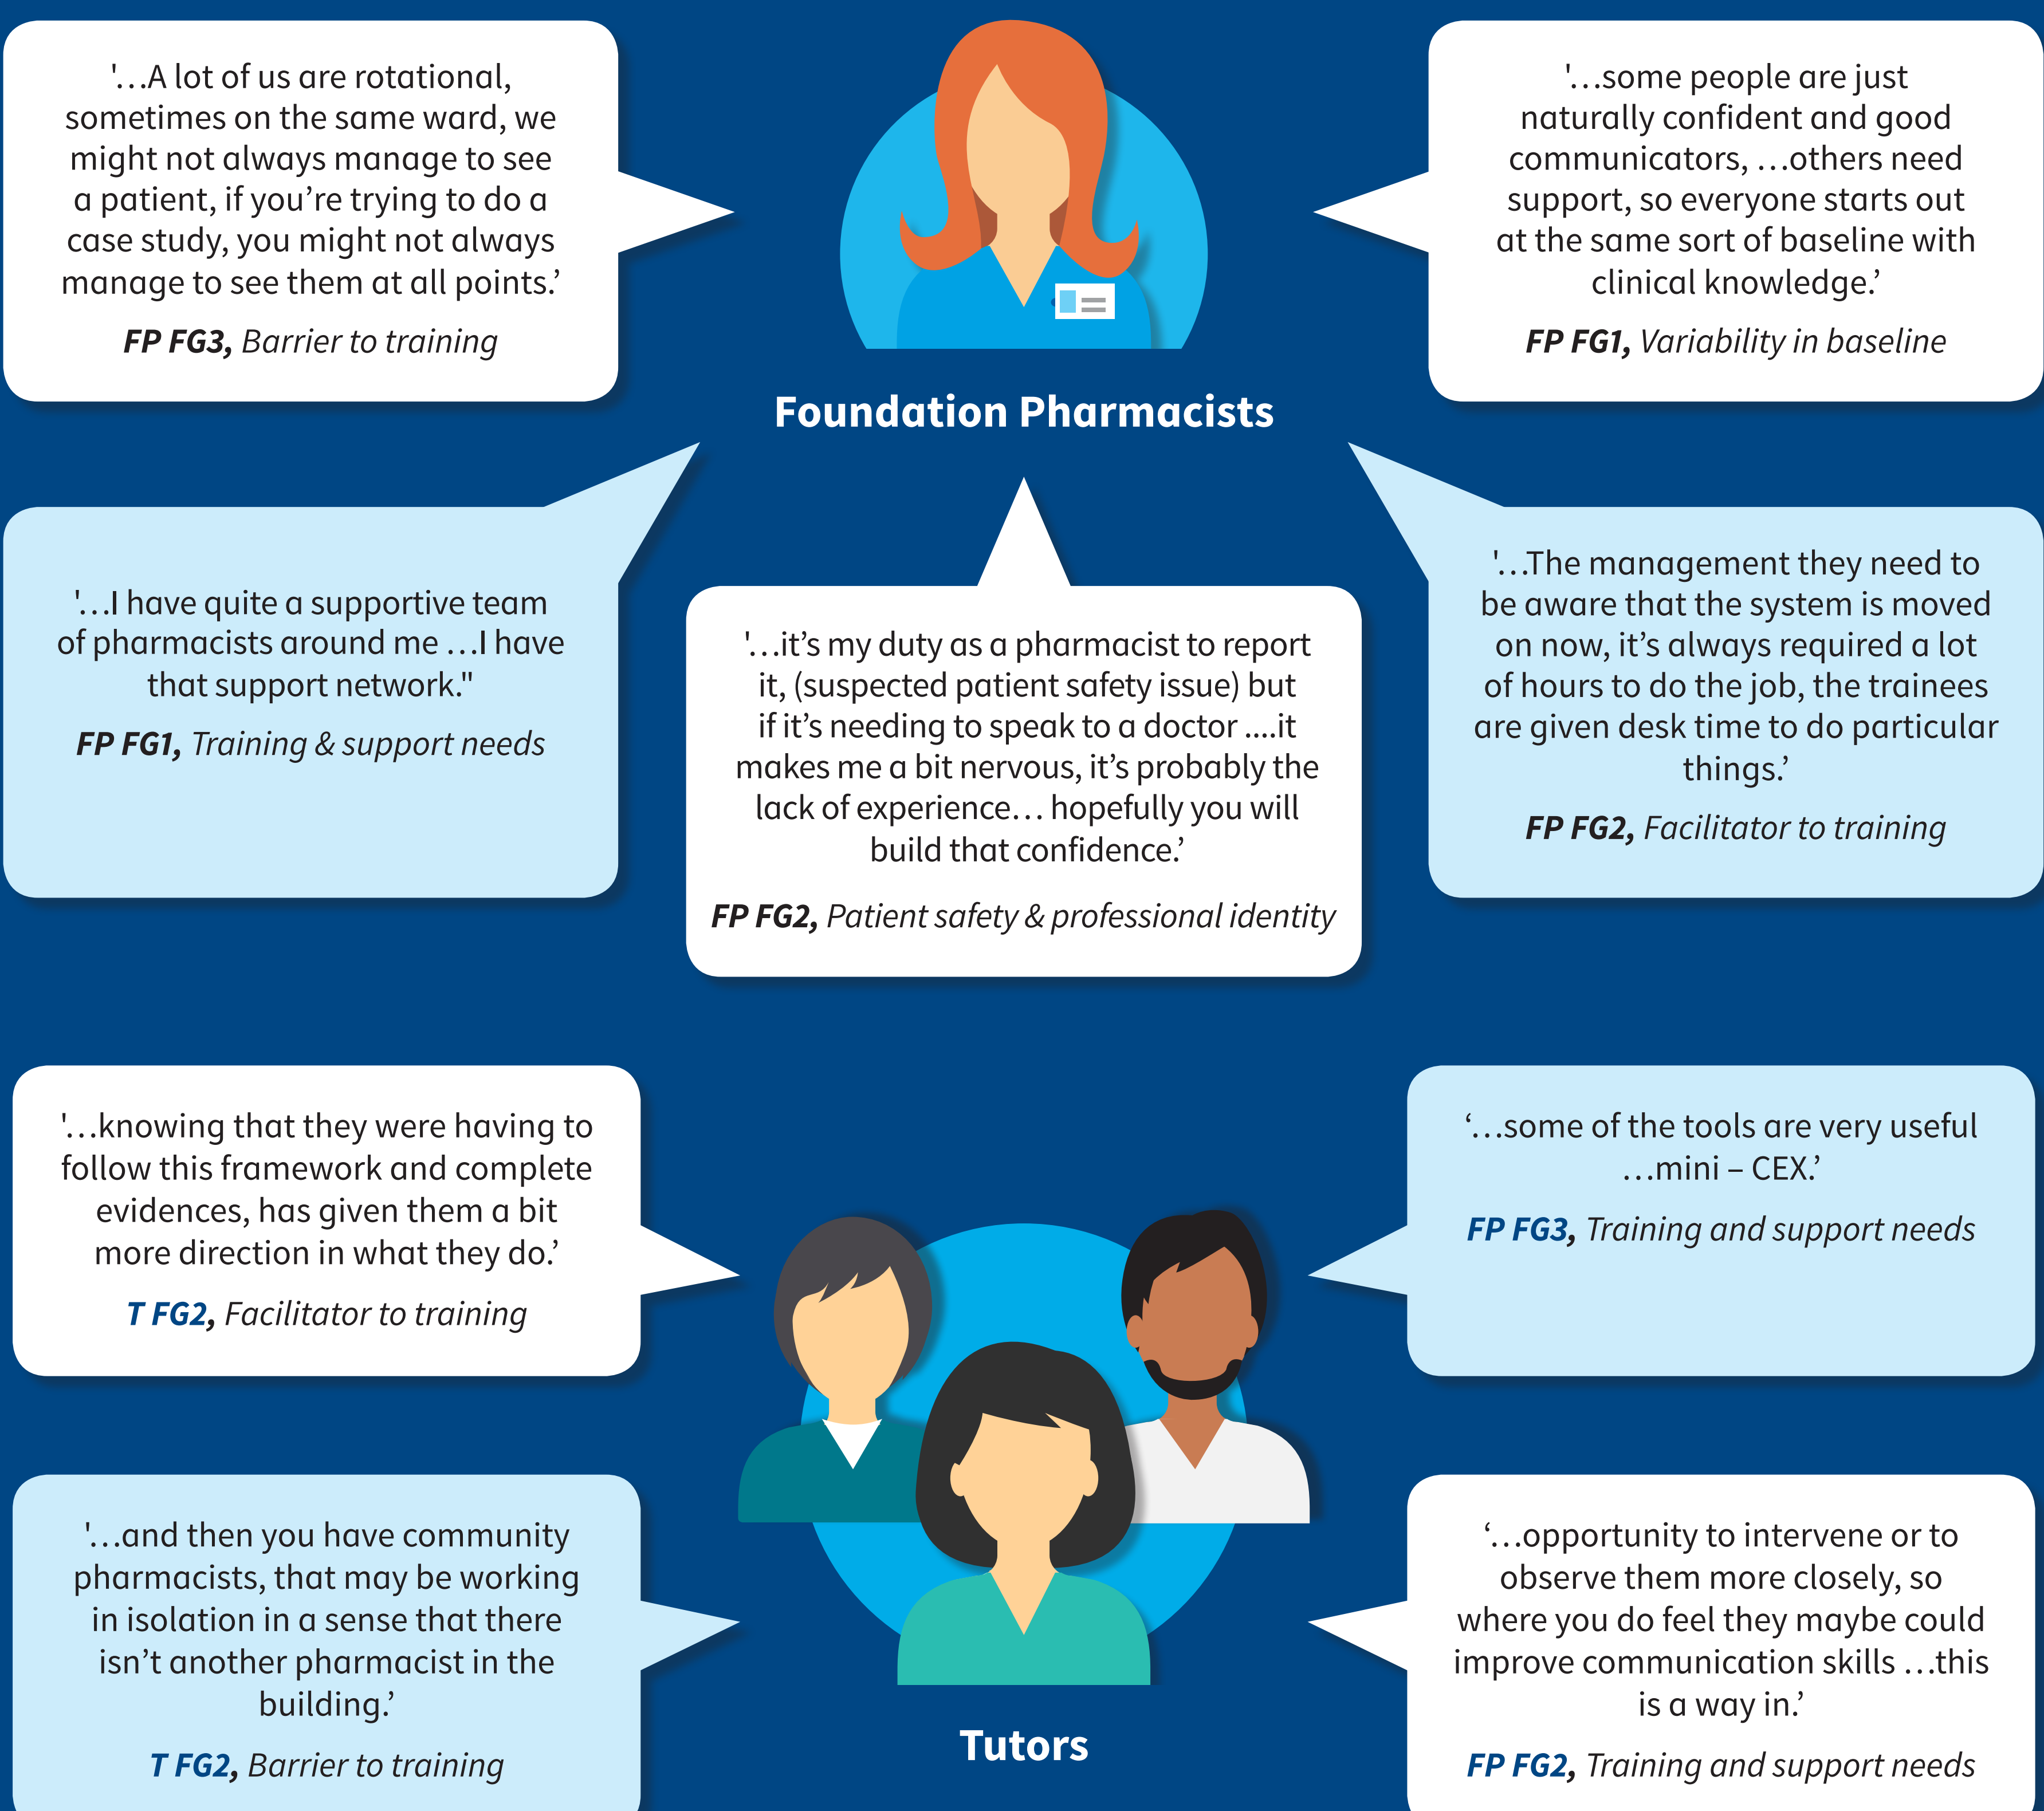 '…A lot of us are rotational,
sometimes on the same ward, we
might not always manage to see
a patient, if you’re trying to do a
case study, you might not always
manage to see them at all points.’
FP FG3, Barrier to training
'…some people are just
naturally confident and good
communicators, …others need
support, so everyone starts out
at the same sort of baseline with
clinical knowledge.’
FP FG1, Variability in baseline
Foundation Pharmacists
'…I have quite a supportive team
of pharmacists around me …I have
that support network."
FP FG1, Training & support needs
'…it’s my duty as a pharmacist to report
it, (suspected patient safety issue) but
if it’s needing to speak to a doctor ....it
makes me a bit nervous, it’s probably the
lack of experience… hopefully you will
build that confidence.’
FP FG2, Patient safety & professional identity
'…The management they need to
be aware that the system is moved
on now, it’s always required a lot
of hours to do the job, the trainees
are given desk time to do particular
things.’
FP FG2, Facilitator to training
'…knowing that they were having to
follow this framework and complete
evidences, has given them a bit
more direction in what they do.’
T FG2, Facilitator to training
‘…some of the tools are very useful
…mini – CEX.’
FP FG3, Training and support needs
'…and then you have community
pharmacists, that may be working
in isolation in a sense that there
isn’t another pharmacist in the
building.’
T FG2, Barrier to training
‘…opportunity to intervene or to
observe them more closely, so
where you do feel they maybe could
improve communication skills …this
is a way in.’
FP FG2, Training and support needs
Tutors